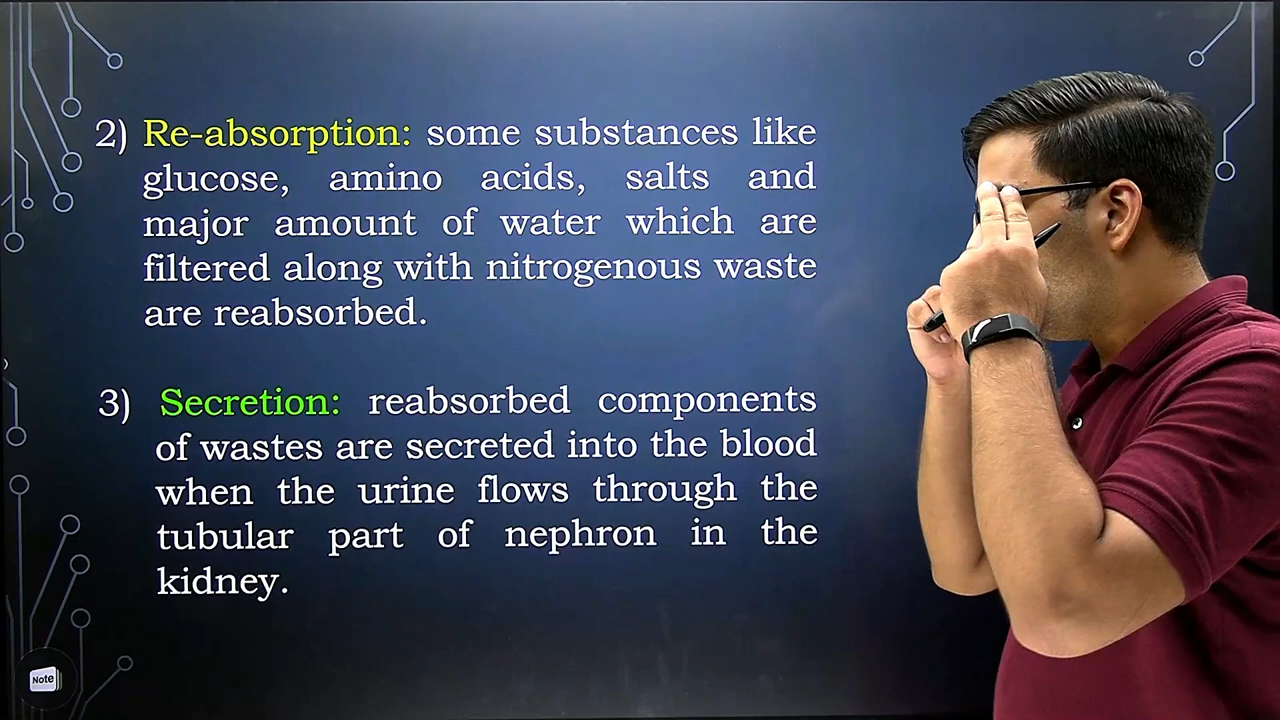 2) Re-absorption: some substances like
glucose, amino acids, salts and
major amount of water which are
filtered along with nitrogenous waste
are reabsorbed.
3) Secretion: reabsorbed components
of wastes are secreted into the blood
when the urine flows through the
tubular part of nephron in the
kidney.
Note